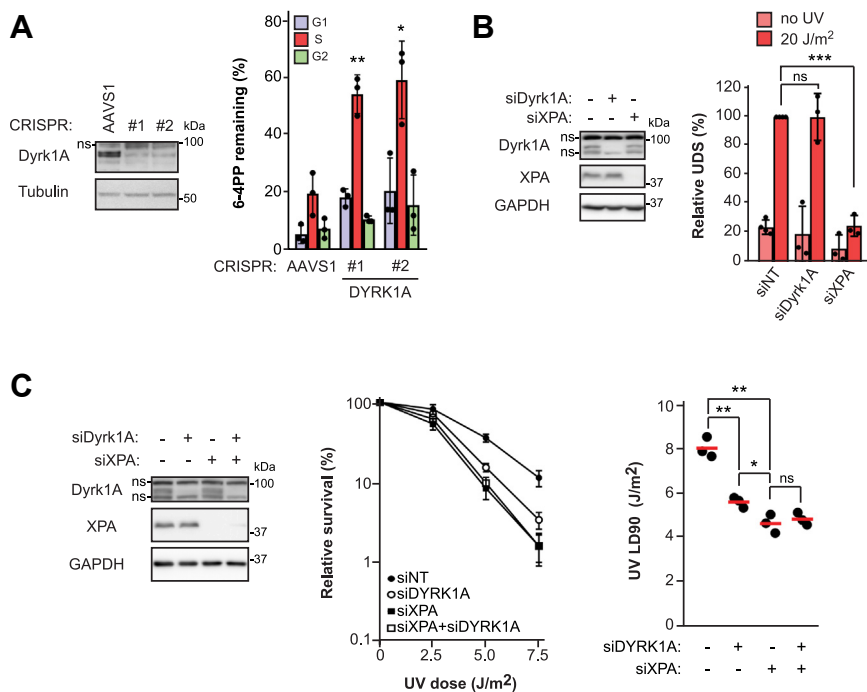 A
CRISPR:
AAVS1
#1
#2
kDa
ns
100
Dyrk1A
Tubulin
50
G1
S
G2
6-4PP remaining (%)
80
60
40
20
0
**
*
CRISPR: AAVS1 #1 #2
DYRK1A
B
siDyrk1A: - + -
siXPA: - - +
kDa
ns
Dyrk1A
100
ns
XPA
37
GAPDH
no UV
20 J/m²
***
ns
Relative UDS (%)
120
100
80
60
40
20
0
siNT
siDyrk1A
siXPA
C
siDyrk1A: - + - +
siXPA: - - + +
kDa
ns
100
Dyrk1A
ns
XPA
37
GAPDH
37
Relative survival (%)
100
10
1
0.1
siNT
siDYRK1A
siXPA
siXPA+siDYRK1A
0 2.5 5.0 7.5
UV dose (J/m²)
UV LD90 (J/m²)
10
8
6
4
2
0
**
**
*
ns
siDYRK1A: - + - +
siXPA: - - + +